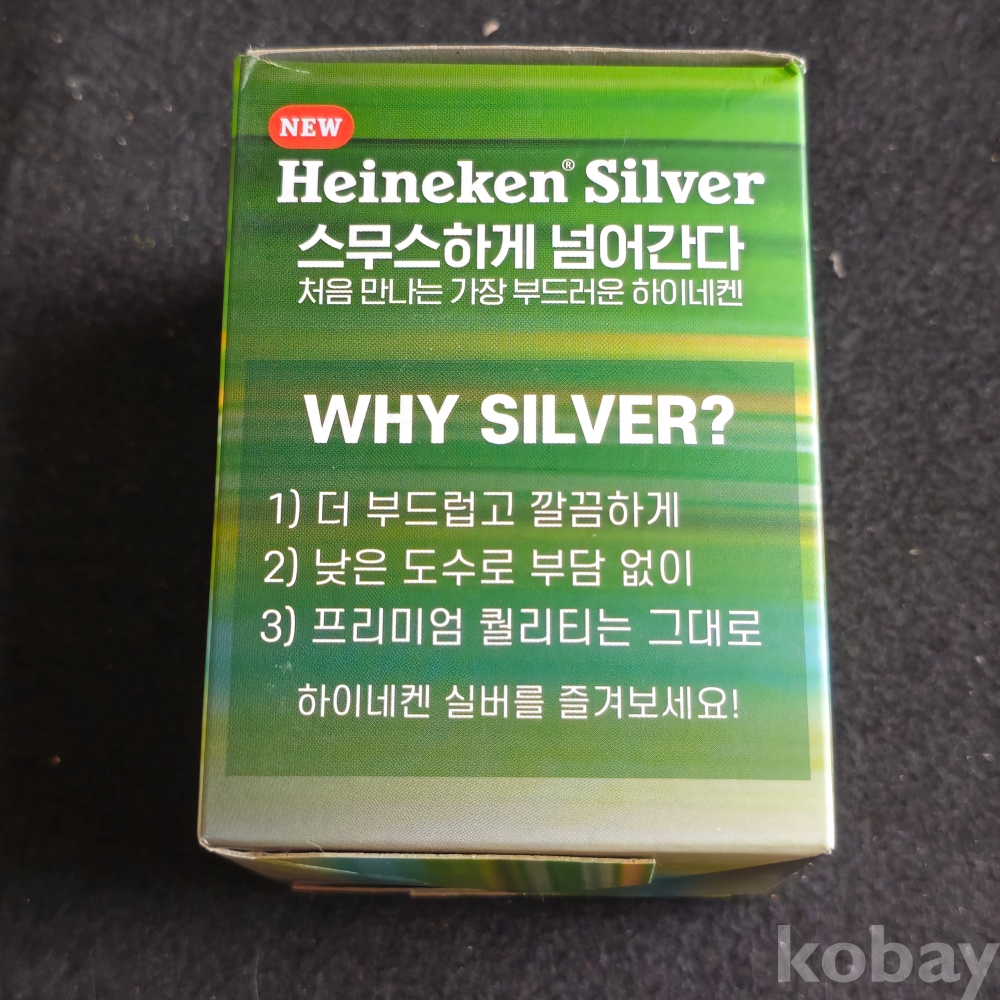 NEW
Heineken® Silver
스무스하게 넘어간다
처음 만나는 가장 부드러운 하이네켄
WHY SILVER?
1) 더 부드럽고 깔끔하게
2) 낮은 도수로 부담 없이
3) 프리미엄 퀄리티는 그대로
하이네켄 실버를 즐겨보세요!
kobay